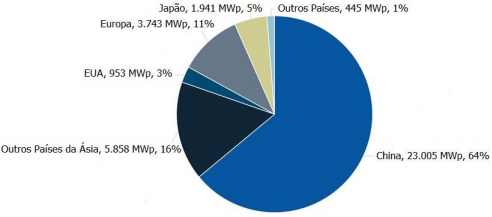 Japão, 1.941 MWp, 5%
Outros Países, 445 MWp, 1%
Europa, 3.743 MWp, 11%
EUA, 953 MWp, 3%
Outros Países da Ásia, 5.858 MWp, 16%
China, 23.005 MWp, 64%